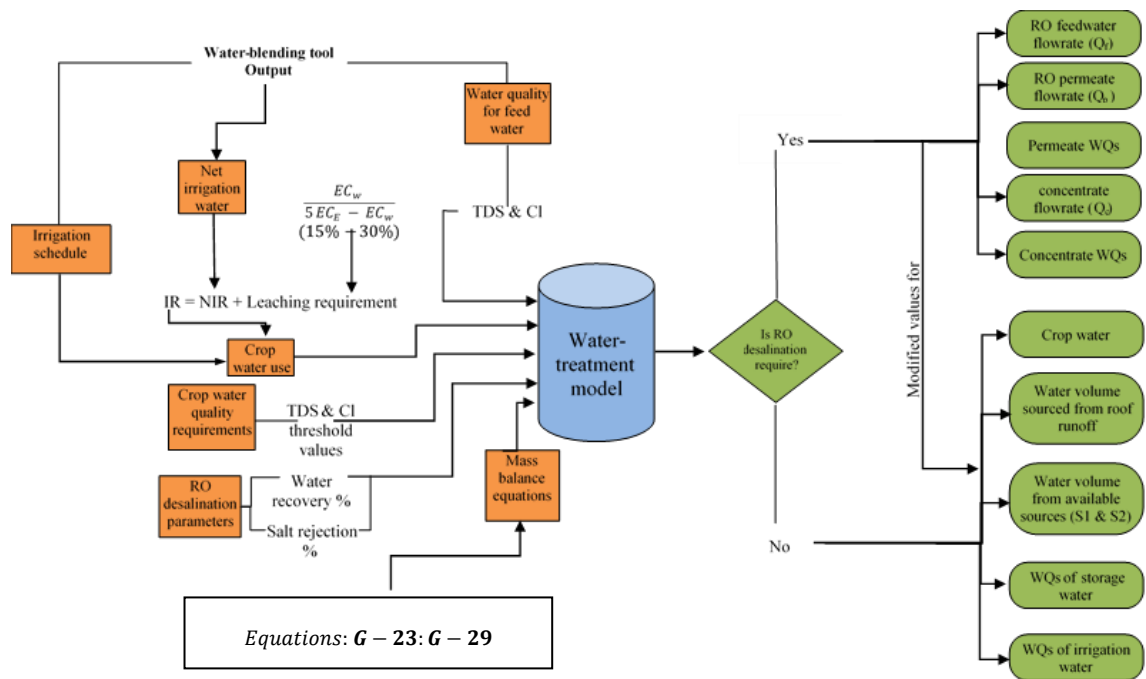 Water-blending tool
Output
Water quality
for feed
water
Net
irrigation
water
EC_w
5 EC_E − EC_w
(15% − 30%)
TDS & Cl
Irrigation
schedule
IR = NIR + Leaching requirement
Crop
water use
Crop water
quality
requirements
TDS & Cl
threshold
values
RO
desalination
parameters
Water
recovery %
Salt rejection
%
Mass
balance
equations
Equations: G − 23: G − 29
Water-
treatment
model
Is RO
desalination
require?
Yes
No
Modified values for
RO feedwater
flowrate (Qf)
RO permeate
flowrate (Qb )
Permeate WQs
concentrate
flowrate (Qc)
Concentrate WQs
Crop water
Water volume
sourced from roof
runoff
Water volume
from available
sources (S1 & S2)
WQs of storage
water
WQs of irrigation
water